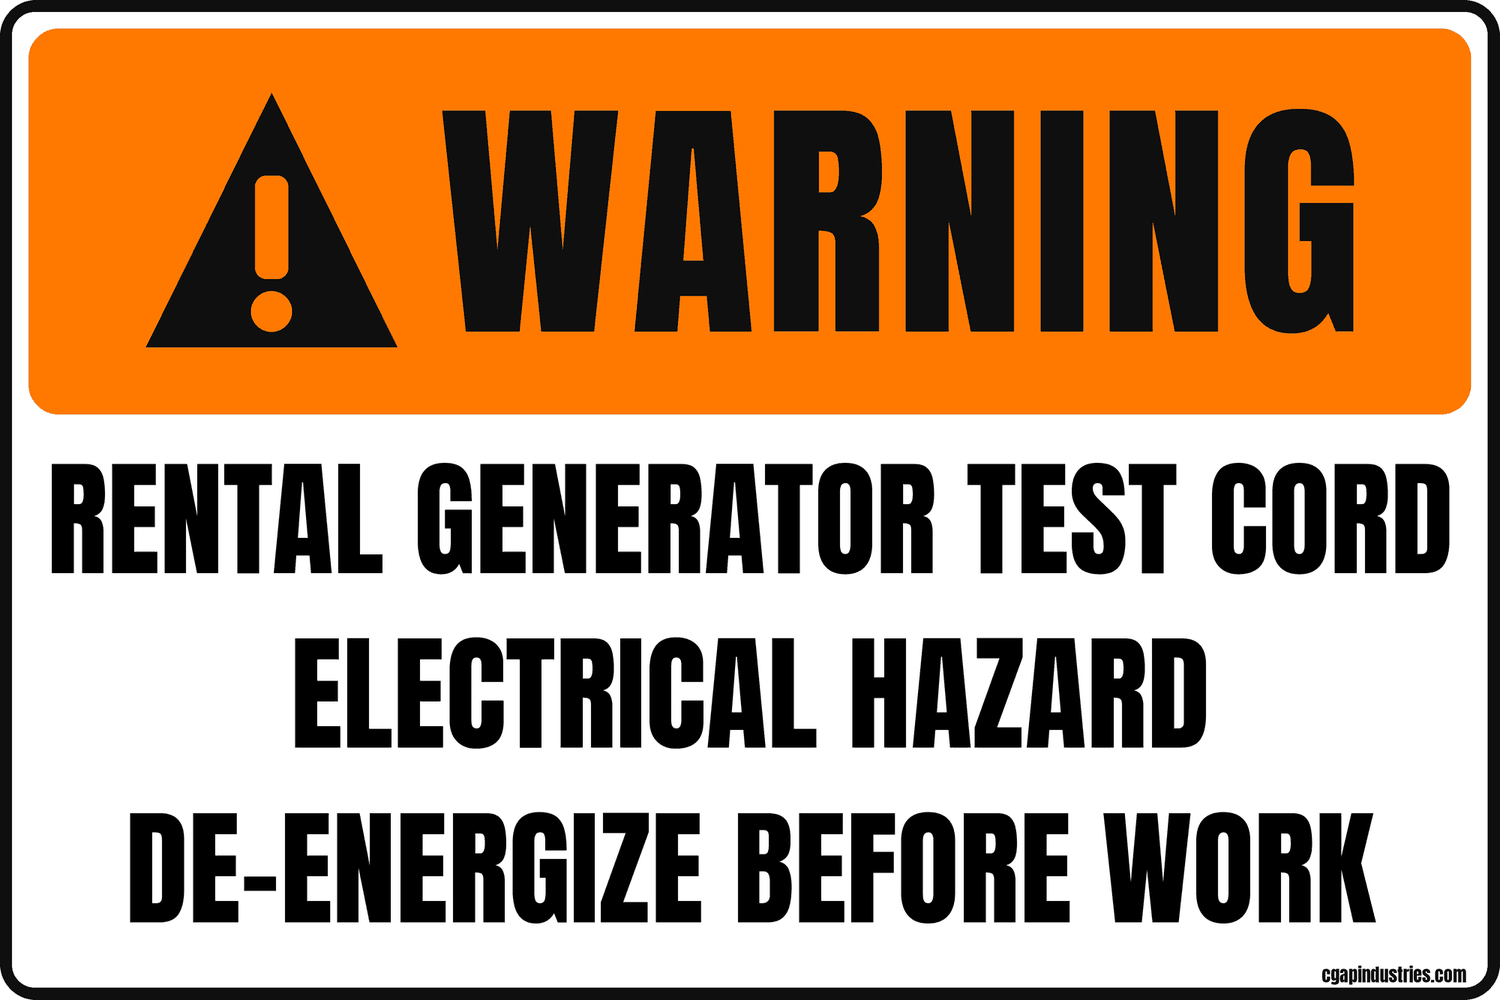 WARNING
RENTAL GENERATOR TEST CORD
ELECTRICAL HAZARD
DE-ENERGIZE BEFORE WORK
cgapindustries.com